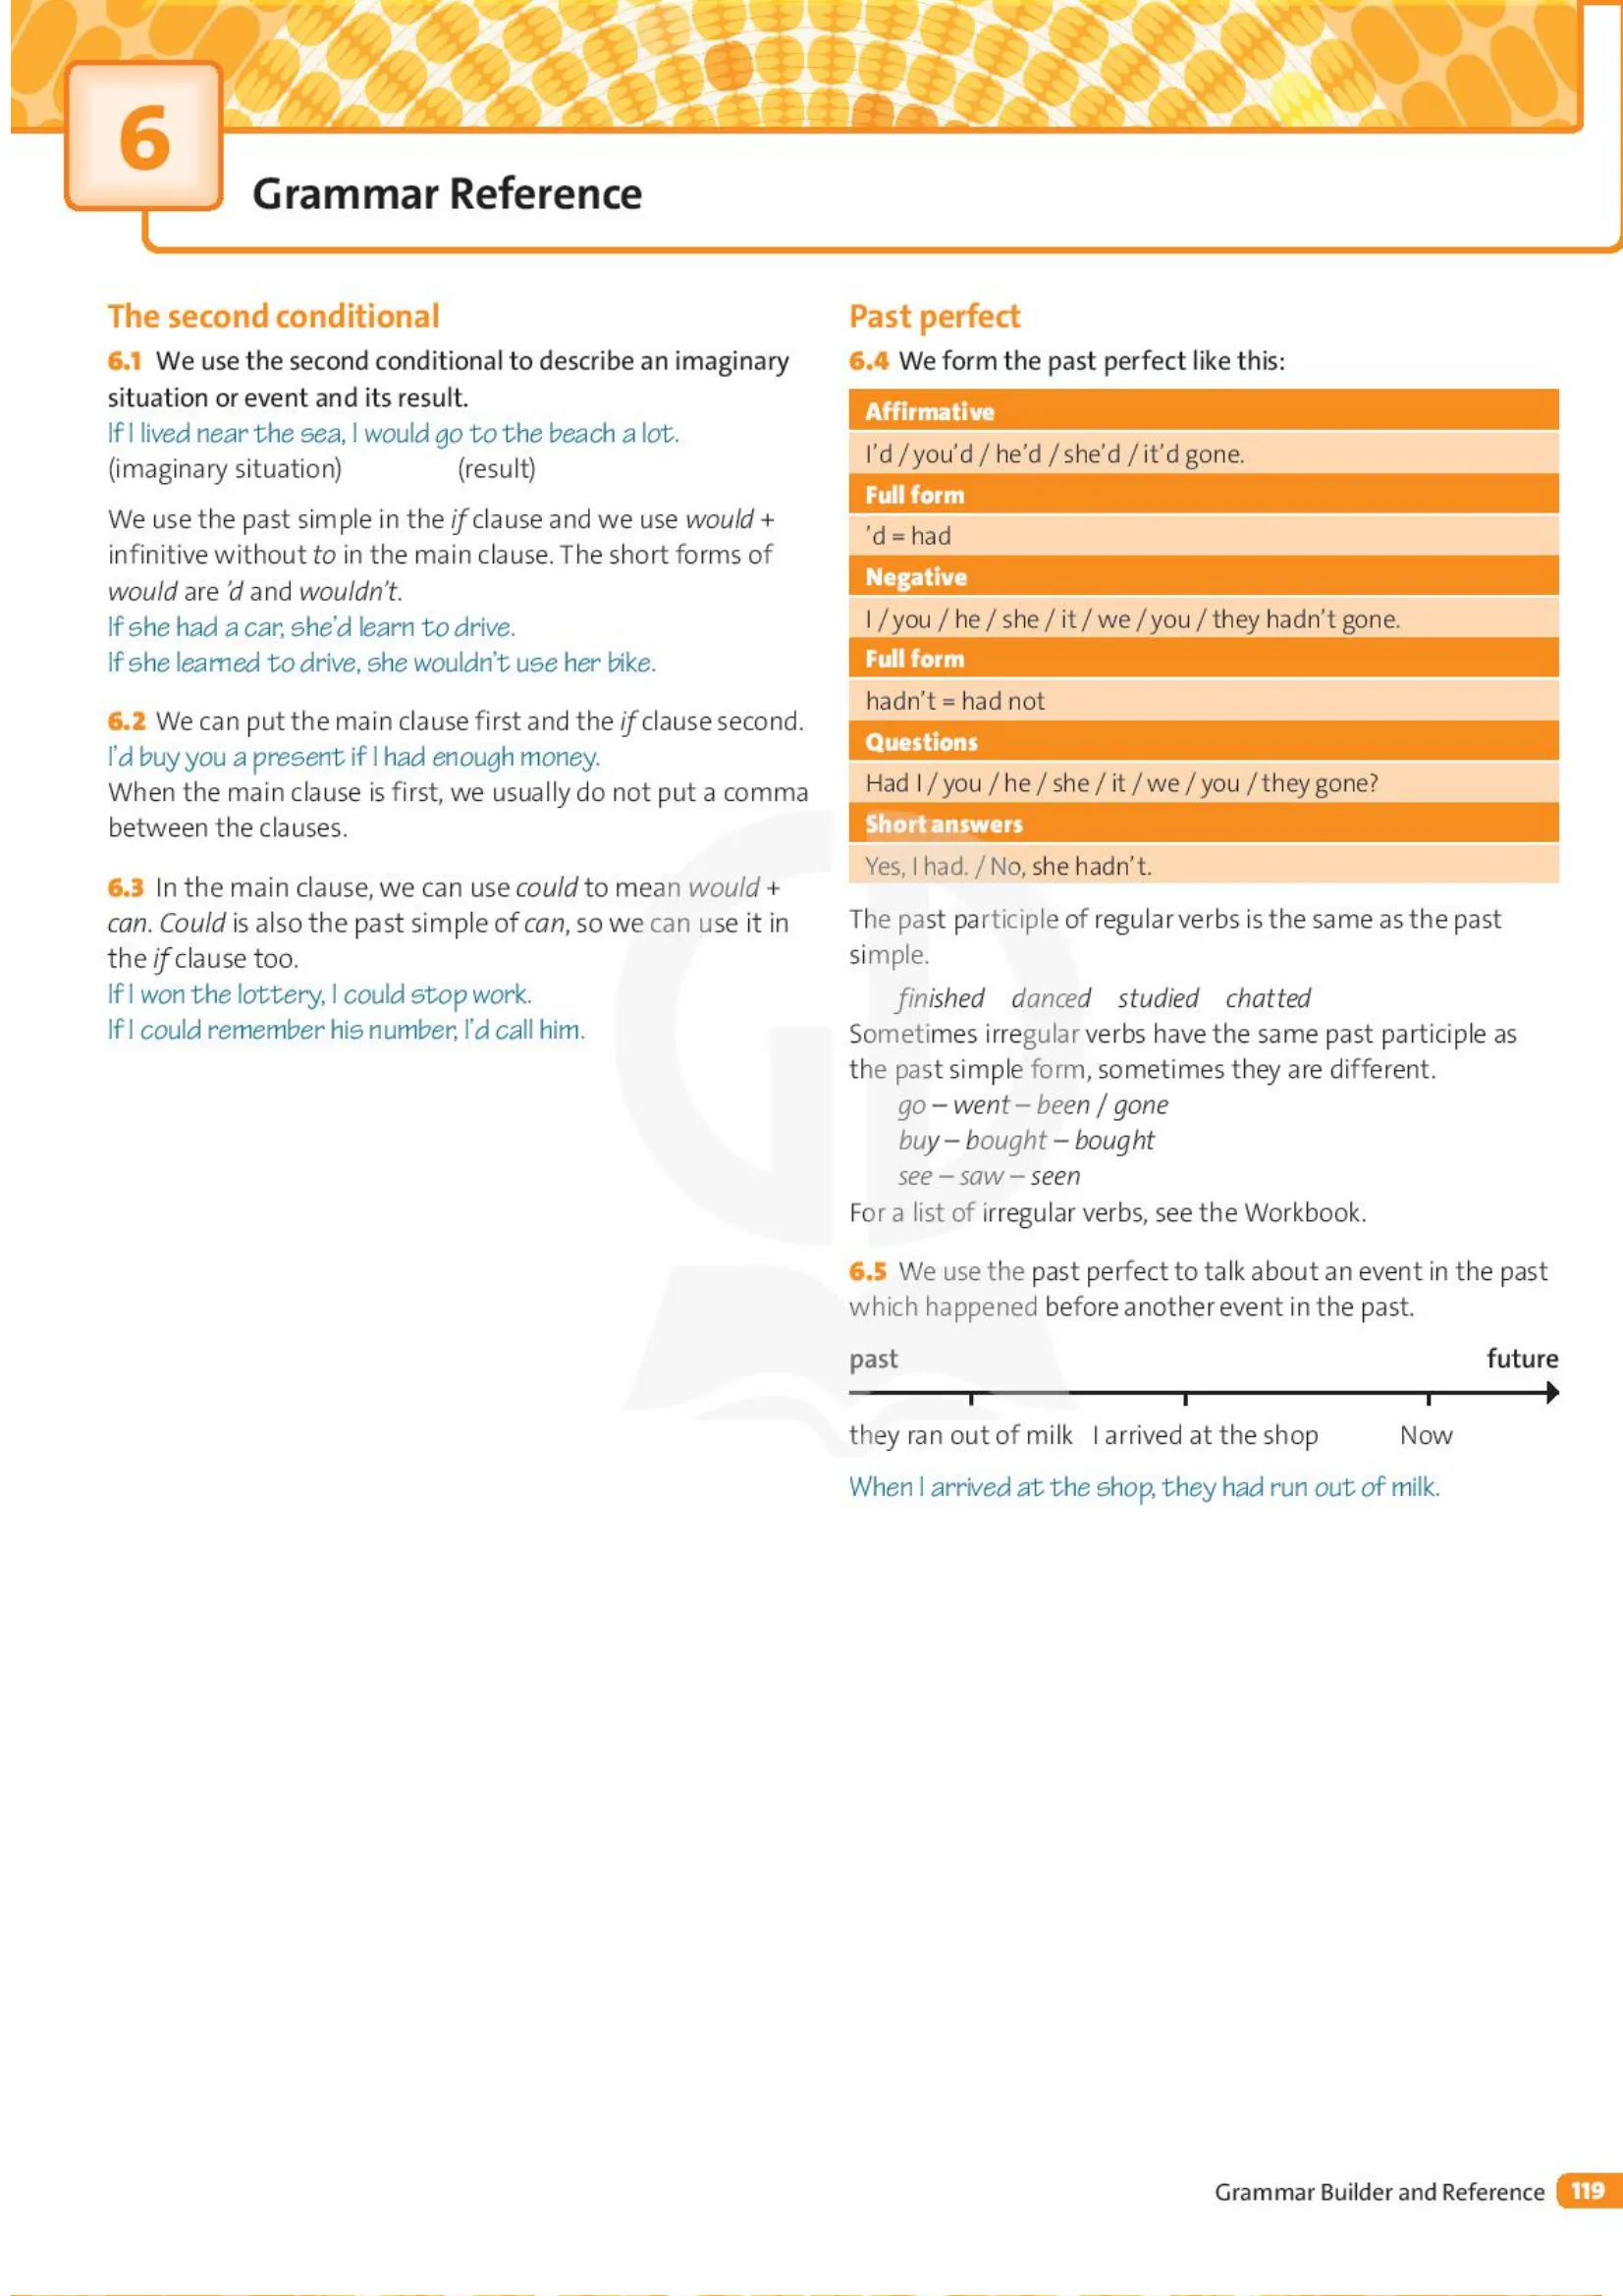 6
Grammar Reference
The second conditional
6.1 We use the second conditional to describe an imaginary
situation or event and its result.
If I lived near the sea, I would go to the beach a lot.
(imaginary situation) (result)
We use the past simple in the if clause and we use would +
infinitive without to in the main clause. The short forms of
would are ’d and wouldn’t.
If she had a car, she’d learn to drive.
If she learned to drive, she wouldn’t use her bike.
6.2 We can put the main clause first and the if clause second.
I’d buy you a present if I had enough money.
When the main clause is first, we usually do not put a comma
between the clauses.
6.3 In the main clause, we can use could to mean would +
can. Could is also the past simple of can, so we can use it in
the if clause too.
If I won the lottery, I could stop work.
If I could remember his number, I’d call him.
Past perfect
6.4 We form the past perfect like this:
Affirmative
I’d / you’d / he’d / she’d / it’d gone.
Full form
’d = had
Negative
I / you / he / she / it / we / you / they hadn’t gone.
Full form
hadn’t = had not
Questions
Had I / you / he / she / it / we / you / they gone?
Short answers
Yes, I had. / No, she hadn’t.
The past participle of regular verbs is the same as the past
simple.
finished danced studied chatted
Sometimes irregular verbs have the same past participle as
the past simple form, sometimes they are different.
go – went – been / gone
buy – bought – bought
see – saw – seen
For a list of irregular verbs, see the Workbook.
6.5 We use the past perfect to talk about an event in the past
which happened before another event in the past.
past future
they ran out of milk I arrived at the shop Now
When I arrived at the shop, they had run out of milk.
Grammar Builder and Reference 119